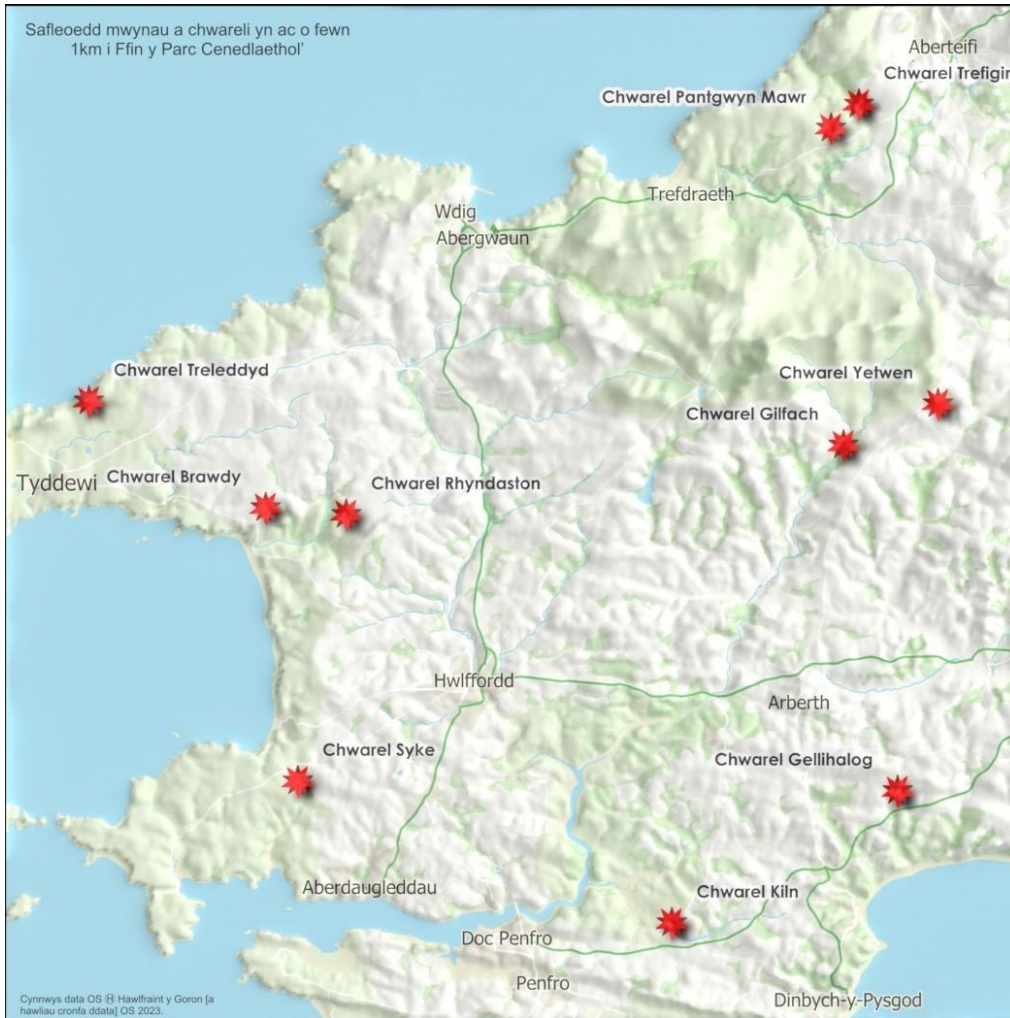 Safleoedd mwynau a chwareli yn ac o fewn
1km i Ffin y Parc Cenedlaethol'
Aberteifi
Chwarel Trefigin
Chwarel Pantgwyn Mawr
Trefdraeth
Wdig
Abergwaun
Chwarel Treleddyd
Chwarel Yetwen
Chwarel Gilfach
Tyddewi
Chwarel Brawdy
Chwarel Rhyndaston
Hwlffordd
Arberth
Chwarel Syke
Chwarel Gellihalog
Aberdaugleddau
Chwarel Kiln
Doc Penfro
Penfro
Dinbych-y-Pysgod
Cynnwys data OS Ⓗ Hawlfraint y Goron [a
hawliau cronfa ddata] OS 2023.